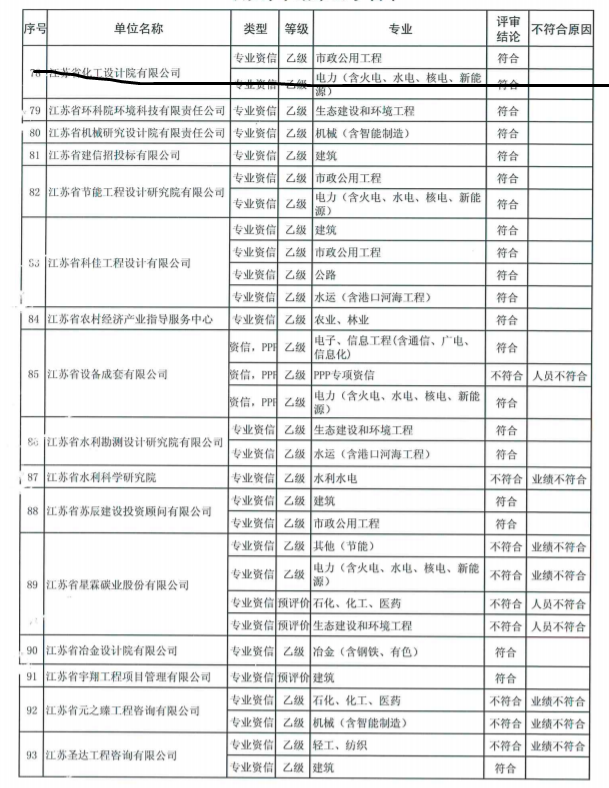 序号 单位名称 类型 等级 专业 评审结论 不符合原因
78 江苏省化工设计院有限公司 专业资信 乙级 市政公用工程 符合
专业资信 乙级 电力（含火电、水电、核电、新能源） 符合
79 江苏省环科院环境科技有限责任公司 专业资信 乙级 生态建设和环境工程 符合
80 江苏省机械研究设计院有限责任公司 专业资信 乙级 机械（含智能制造） 符合
81 江苏省建信招投标有限公司 专业资信 乙级 建筑 符合
82 江苏省节能工程设计研究院有限公司 专业资信 乙级 市政公用工程 符合
专业资信 乙级 电力（含火电、水电、核电、新能源） 符合
83 江苏省科佳工程设计有限公司 专业资信 乙级 建筑 符合
专业资信 乙级 市政公用工程 符合
专业资信 乙级 公路 符合
专业资信 乙级 水运（含港口河海工程） 符合
84 江苏省农村经济产业指导服务中心 专业资信 乙级 农业、林业 符合
85 江苏省设备成套有限公司 资信，PPP 乙级 电子、信息工程(含通信、广电、信息化) 符合
资信，PPP 乙级 PPP专项资信 不符合 人员不符合
资信，PPP 乙级 电力（含火电、水电、核电、新能源） 符合
86 江苏省水利勘测设计研究院有限公司 专业资信 乙级 生态建设和环境工程 符合
专业资信 乙级 水运（含港口河海工程） 符合
87 江苏省水利科学研究院 专业资信 乙级 水利水电 不符合 业绩不符合
88 江苏省苏辰建设投资顾问有限公司 专业资信 乙级 建筑 符合
专业资信 乙级 市政公用工程 符合
89 江苏省星霖碳业股份有限公司 专业资信 乙级 其他（节能） 不符合 业绩不符合
专业资信 乙级 电力（含火电、水电、核电、新能源） 不符合 业绩不符合
专业资信 预评价 石化、化工、医药 不符合 人员不符合
专业资信 预评价 生态建设和环境工程 不符合 人员不符合
90 江苏省冶金设计院有限公司 专业资信 乙级 冶金（含钢铁、有色） 符合
91 江苏省宇翔工程项目管理有限公司 专业资信 预评价 建筑 符合
92 江苏省元之臻工程咨询有限公司 专业资信 乙级 石化、化工、医药 不符合 业绩不符合
专业资信 乙级 机械（含智能制造） 不符合 业绩不符合
93 江苏圣达工程咨询有限公司 专业资信 乙级 轻工、纺织 不符合 业绩不符合
专业资信 乙级 建筑 符合